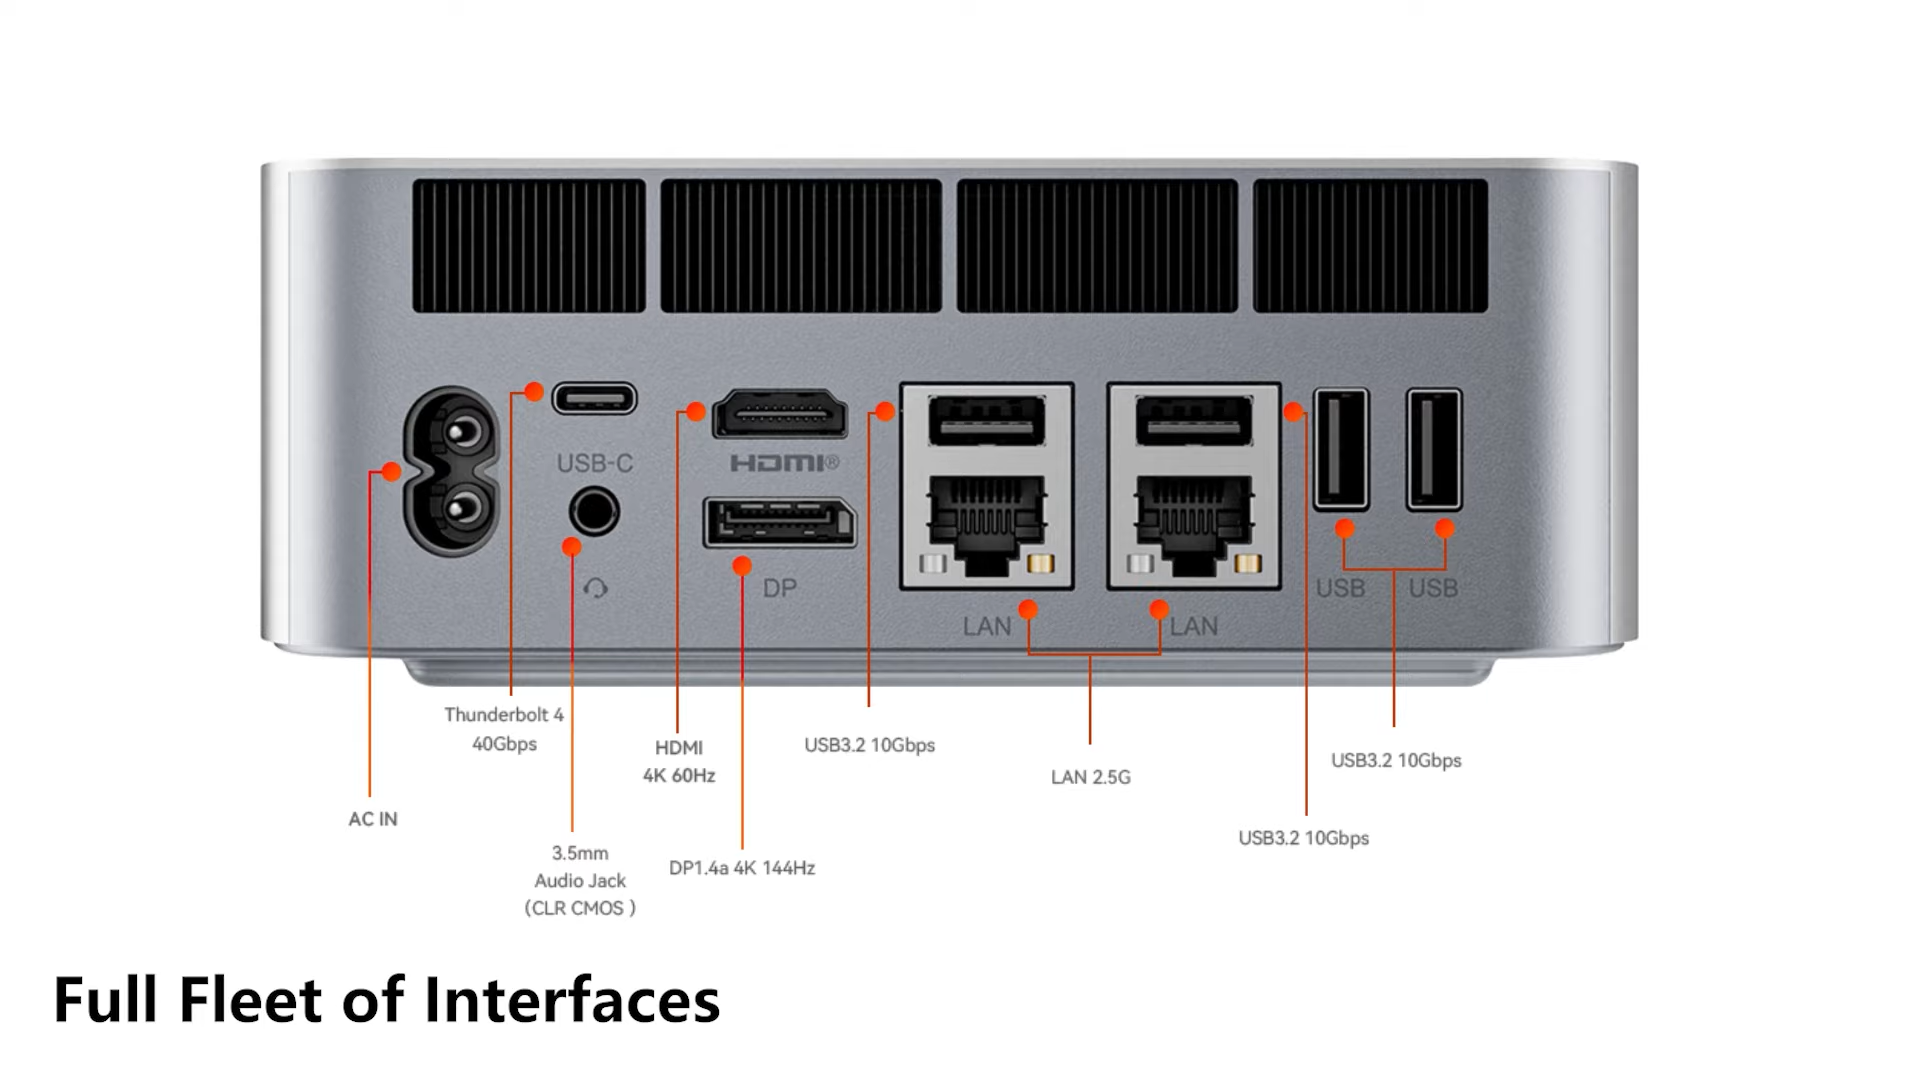 USB-C
HDMI®
DP
LAN
LAN
USB
USB
Thunderbolt 4
40Gbps
HDMI
4K 60Hz
USB3.2 10Gbps
LAN 2.5G
USB3.2 10Gbps
AC IN
3.5mm
Audio Jack
(CLR CMOS )
DP1.4a 4K 144Hz
USB3.2 10Gbps
Full Fleet of Interfaces